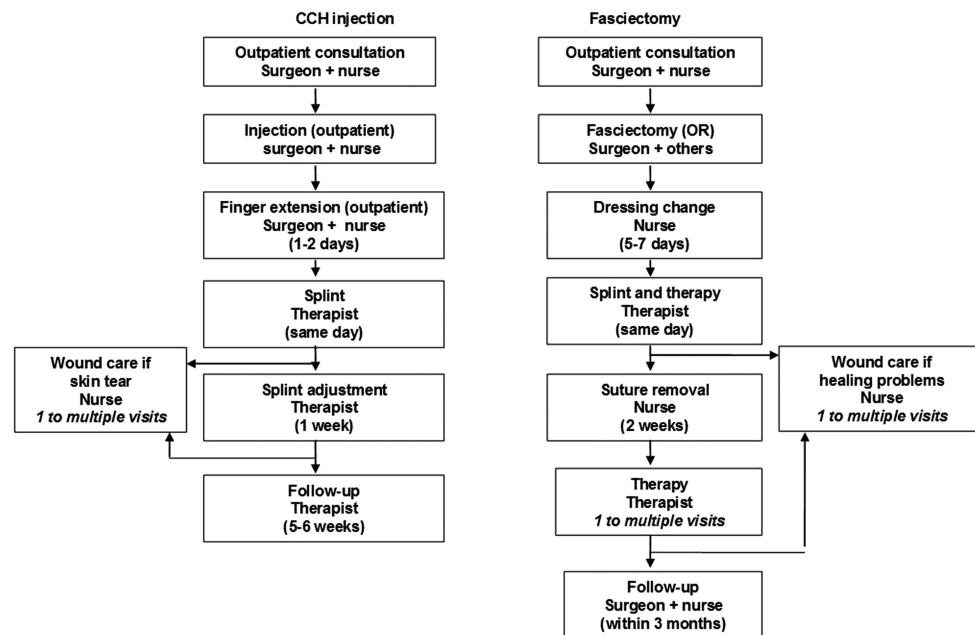 CCH injection
Outpatient consultation
Surgeon + nurse
Injection (outpatient)
surgeon + nurse
Finger extension (outpatient)
Surgeon + nurse
(1-2 days)
Splint
Therapist
(same day)
Wound care if
skin tear
Nurse
1 to multiple visits
Splint adjustment
Therapist
(1 week)
Follow-up
Therapist
(5-6 weeks)
Fasciectomy
Outpatient consultation
Surgeon + nurse
Fasciectomy (OR)
Surgeon + others
Dressing change
Nurse
(5-7 days)
Splint and therapy
Therapist
(same day)
Wound care if
healing problems
Nurse
1 to multiple visits
Suture removal
Nurse
(2 weeks)
Therapy
Therapist
1 to multiple visits
Follow-up
Surgeon + nurse
(within 3 months)